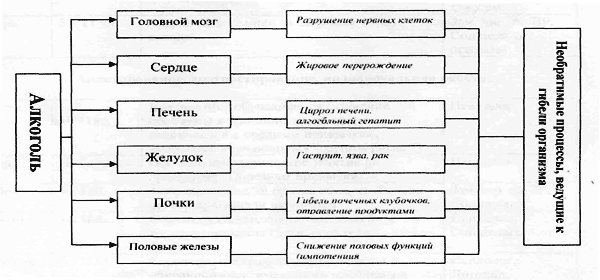 Алкоголь
Головной мозг
Разрушение нервных клеток
Сердце
Жировое перерождение
Печень
Цирроз печени,
алгогольный гепатит
Желудок
Гастрит, язва, рак
Почки
Гибель почечных клубочков,
отравление продуктами
Половые железы
Снижение половых функций
(импотенция
Необратимые процессы, ведущие к
гибели организма